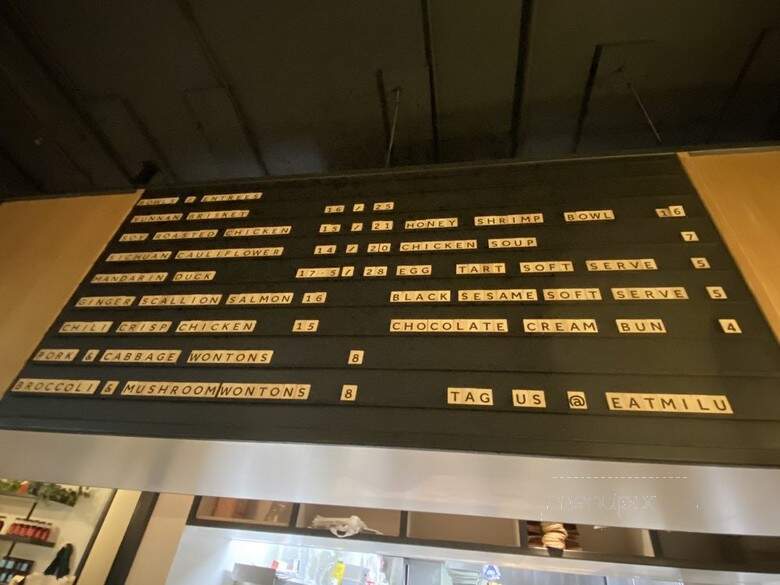 BOWLS / ENTREES
YUNNAN BRISKET 16 / 25
SOY ROASTED CHICKEN 15 / 21
SICHUAN CAULIFLOWER 14 / 20
MANDARIN DUCK 17.5 / 28
GINGER SCALLION SALMON 16
CHILI CRISP CHICKEN 15
PORK & CABBAGE WONTONS 8
BROCCOLI & MUSHROOM WONTONS 8
HONEY SHRIMP BOWL 16
CHICKEN SOUP 7
EGG TART SOFT SERVE 5
BLACK SESAME SOFT SERVE 5
CHOCOLATE CREAM BUN 4
TAG US @ EATMILU